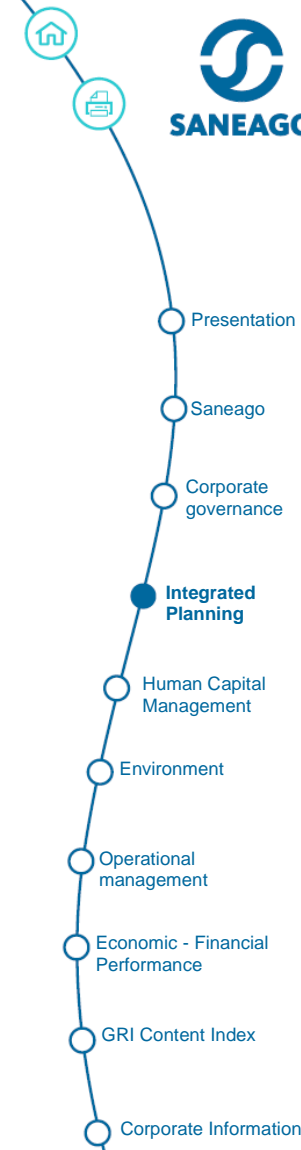 SANEAGO
Presentation
Saneago
Corporate
governance
Integrated
Planning
Human Capital
Management
Environment
Operational
management
Economic - Financial
Performance
GRI Content Index
Corporate Information